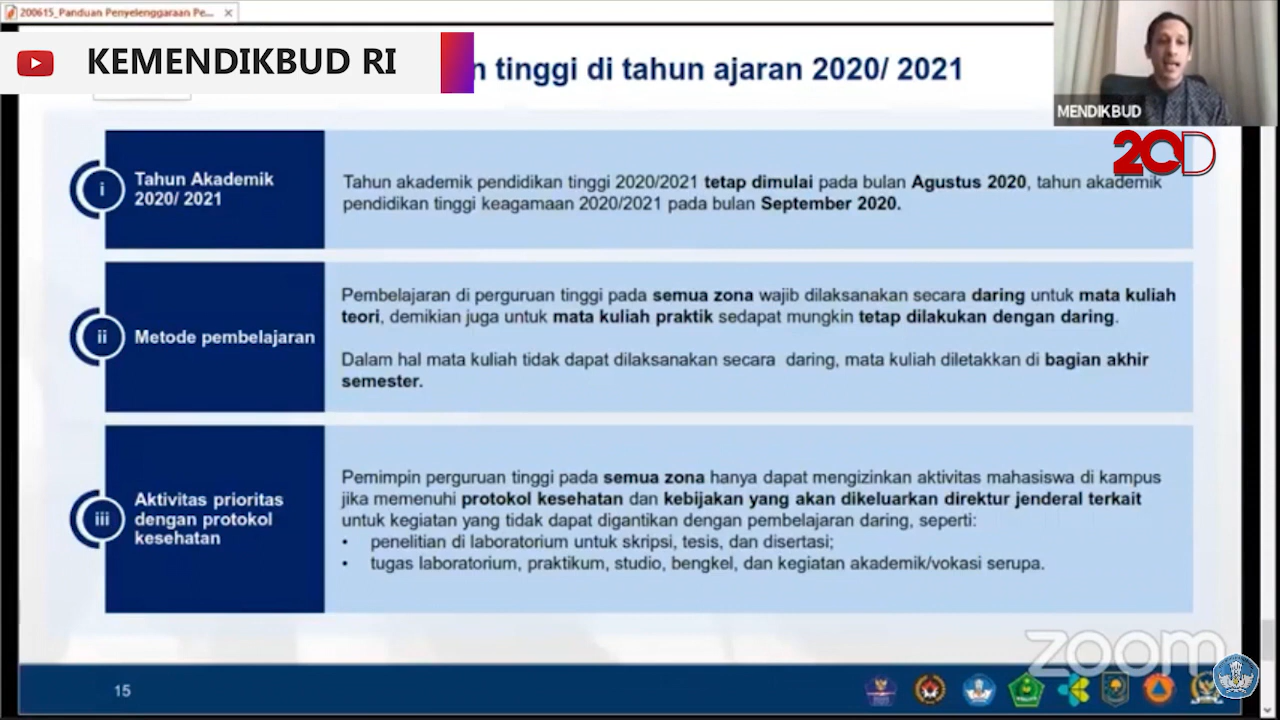 200615_Panduan Penyelenggaraan Pe...
KEMENDIKBUD RI
tinggi di tahun ajaran 2020/ 2021
MENDIKBUD
20D
i
Tahun Akademik
2020/ 2021
Tahun akademik pendidikan tinggi 2020/2021 tetap dimulai pada bulan Agustus 2020, tahun akademik
pendidikan tinggi keagamaan 2020/2021 pada bulan September 2020.
ii
Metode pembelajaran
Pembelajaran di perguruan tinggi pada semua zona wajib dilaksanakan secara daring untuk mata kuliah
teori, demikian juga untuk mata kuliah praktik sedapat mungkin tetap dilakukan dengan daring.
Dalam hal mata kuliah tidak dapat dilaksanakan secara daring, mata kuliah diletakkan di bagian akhir
semester.
iii
Aktivitas prioritas
dengan protokol
kesehatan
Pemimpin perguruan tinggi pada semua zona hanya dapat mengizinkan aktivitas mahasiswa di kampus
jika memenuhi protokol kesehatan dan kebijakan yang akan dikeluarkan direktur jenderal terkait
untuk kegiatan yang tidak dapat digantikan dengan pembelajaran daring, seperti:
• penelitian di laboratorium untuk skripsi, tesis, dan disertasi;
• tugas laboratorium, praktikum, studio, bengkel, dan kegiatan akademik/vokasi serupa.
zoom
15